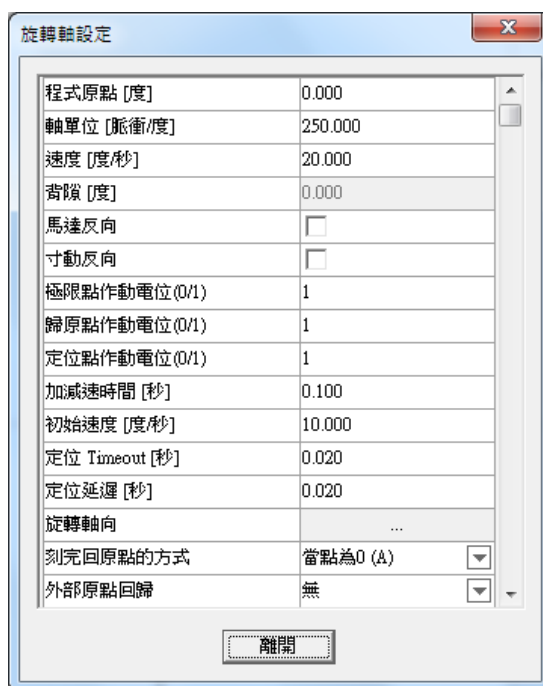 旋轉軸設定
程式原點 [度] 0.000
軸單位 [脈衝/度] 250.000
速度 [度/秒] 20.000
背隙 [度] 0.000
馬達反向
寸動反向
極限點作動電位(0/1) 1
歸原點作動電位(0/1) 1
定位點作動電位(0/1) 1
加減速時間 [秒] 0.100
初始速度 [度/秒] 10.000
定位 Timeout [秒] 0.020
定位延遲 [秒] 0.020
旋轉軸向 ...
刻完回原點的方式 當點為0 (A)
外部原點回歸 無
離開